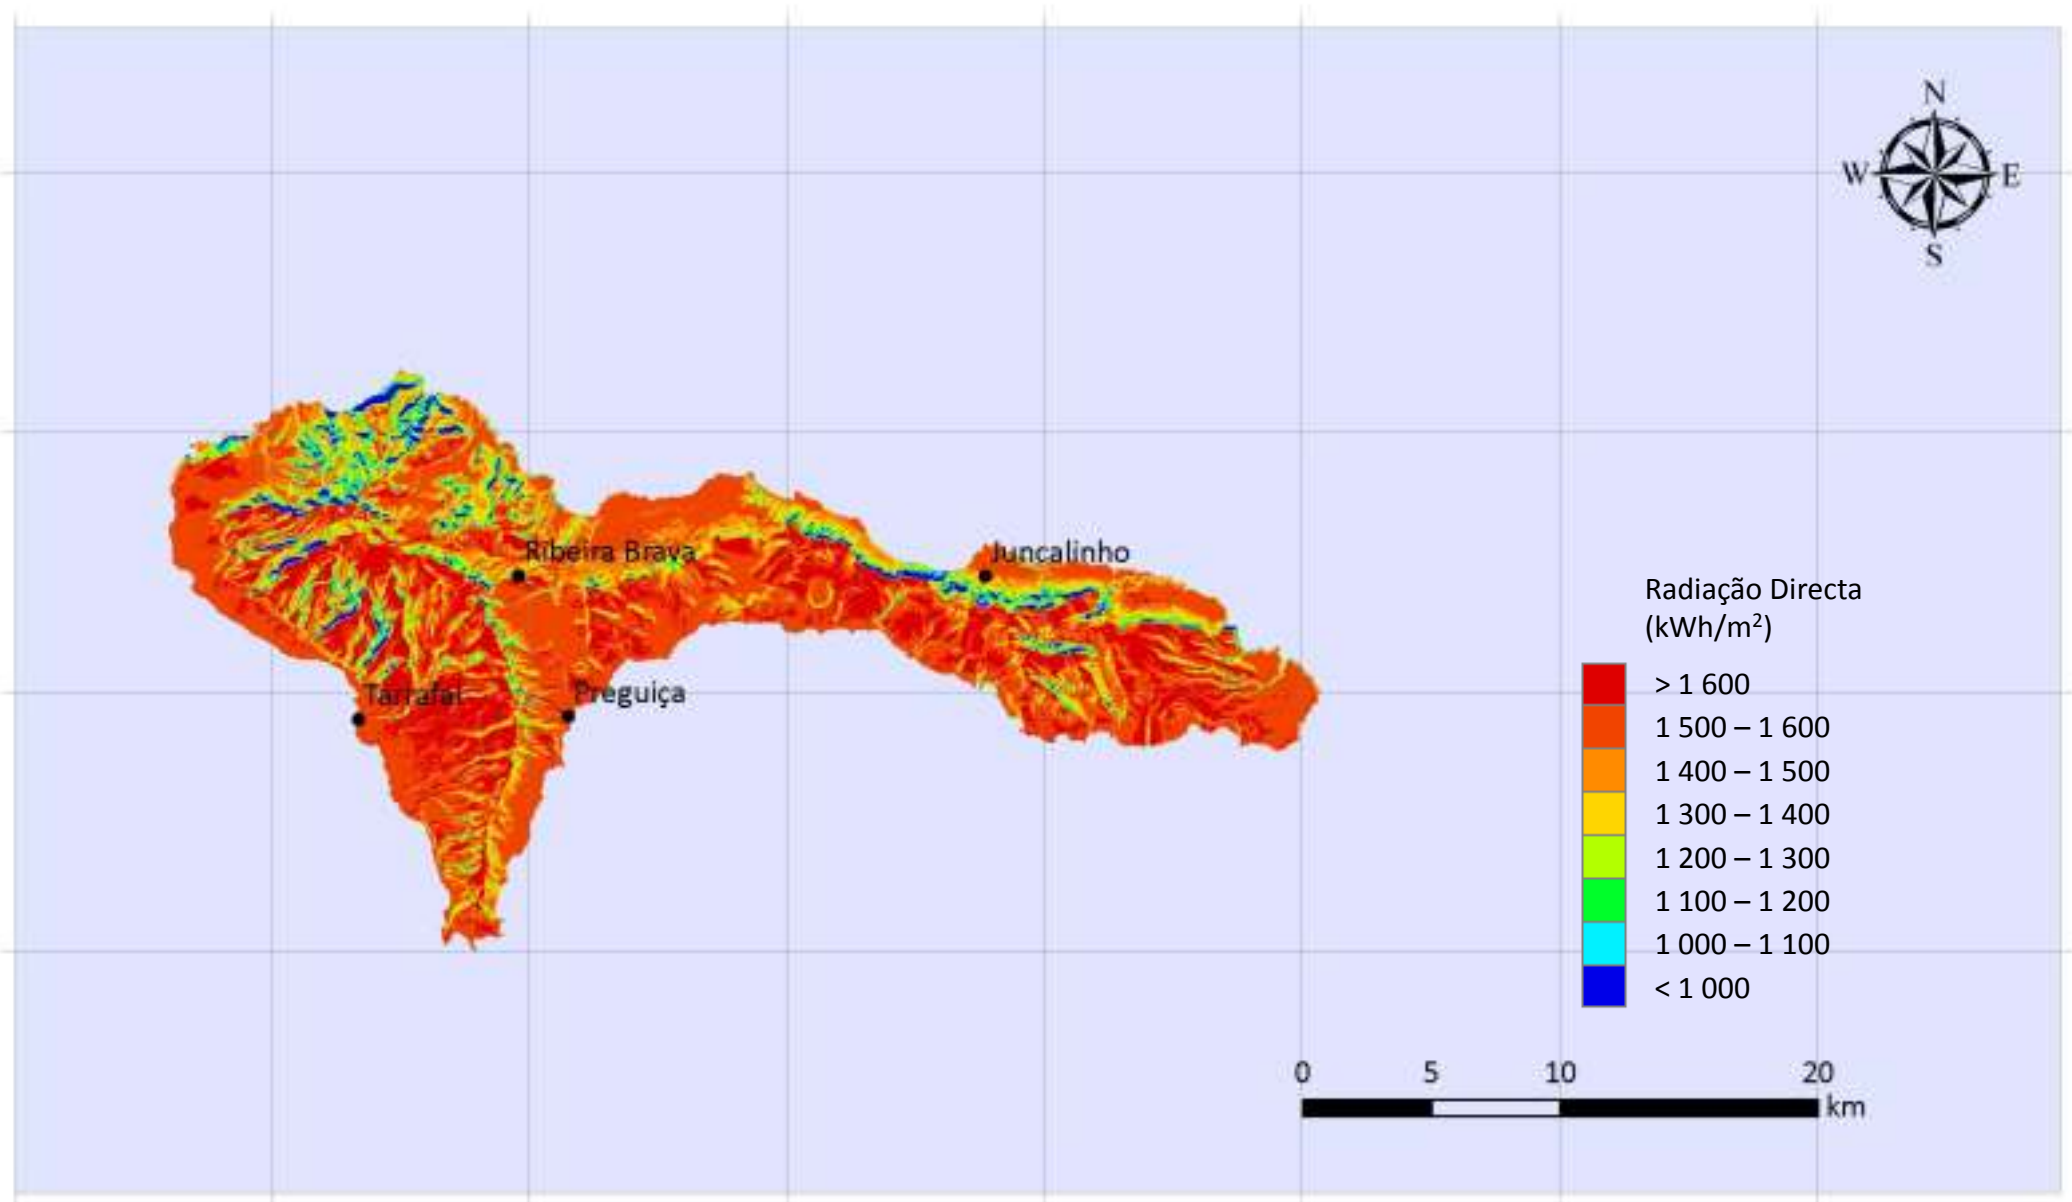 N
W E
S
Ribeira Brava
Juncalinho
Tarrafal
Preguiça
Radiação Directa
(kWh/m²)
> 1 600
1 500 – 1 600
1 400 – 1 500
1 300 – 1 400
1 200 – 1 300
1 100 – 1 200
1 000 – 1 100
< 1 000
0 5 10 20
km